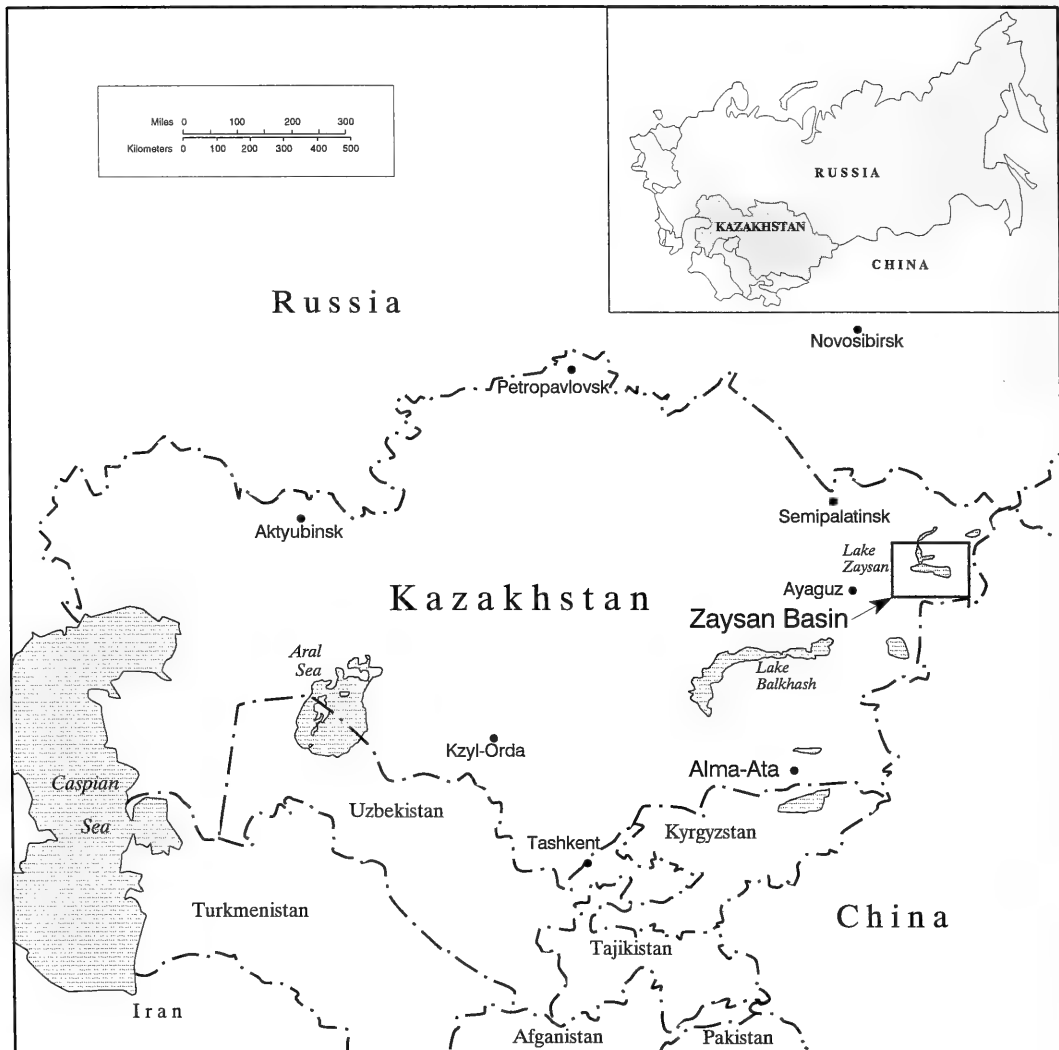 Miles 0 100 200 300
Kilometers 0 100 200 300 400 500
RUSSIA
KAZAKHSTAN
CHINA
Russia
Novosibirsk
Petropavlovsk
Semipalatinsk
Aktyubinsk
Lake
Zaysan
Ayaguz
Kazakhstan
Zaysan Basin
Aral
Sea
Lake
Balkhash
Kzyl-Orda
Alma-Ata
Caspian
Sea
Uzbekistan
Kyrgyzstan
Tashkent
Turkmenistan
China
Tajikistan
Iran
Afganistan
Pakistan